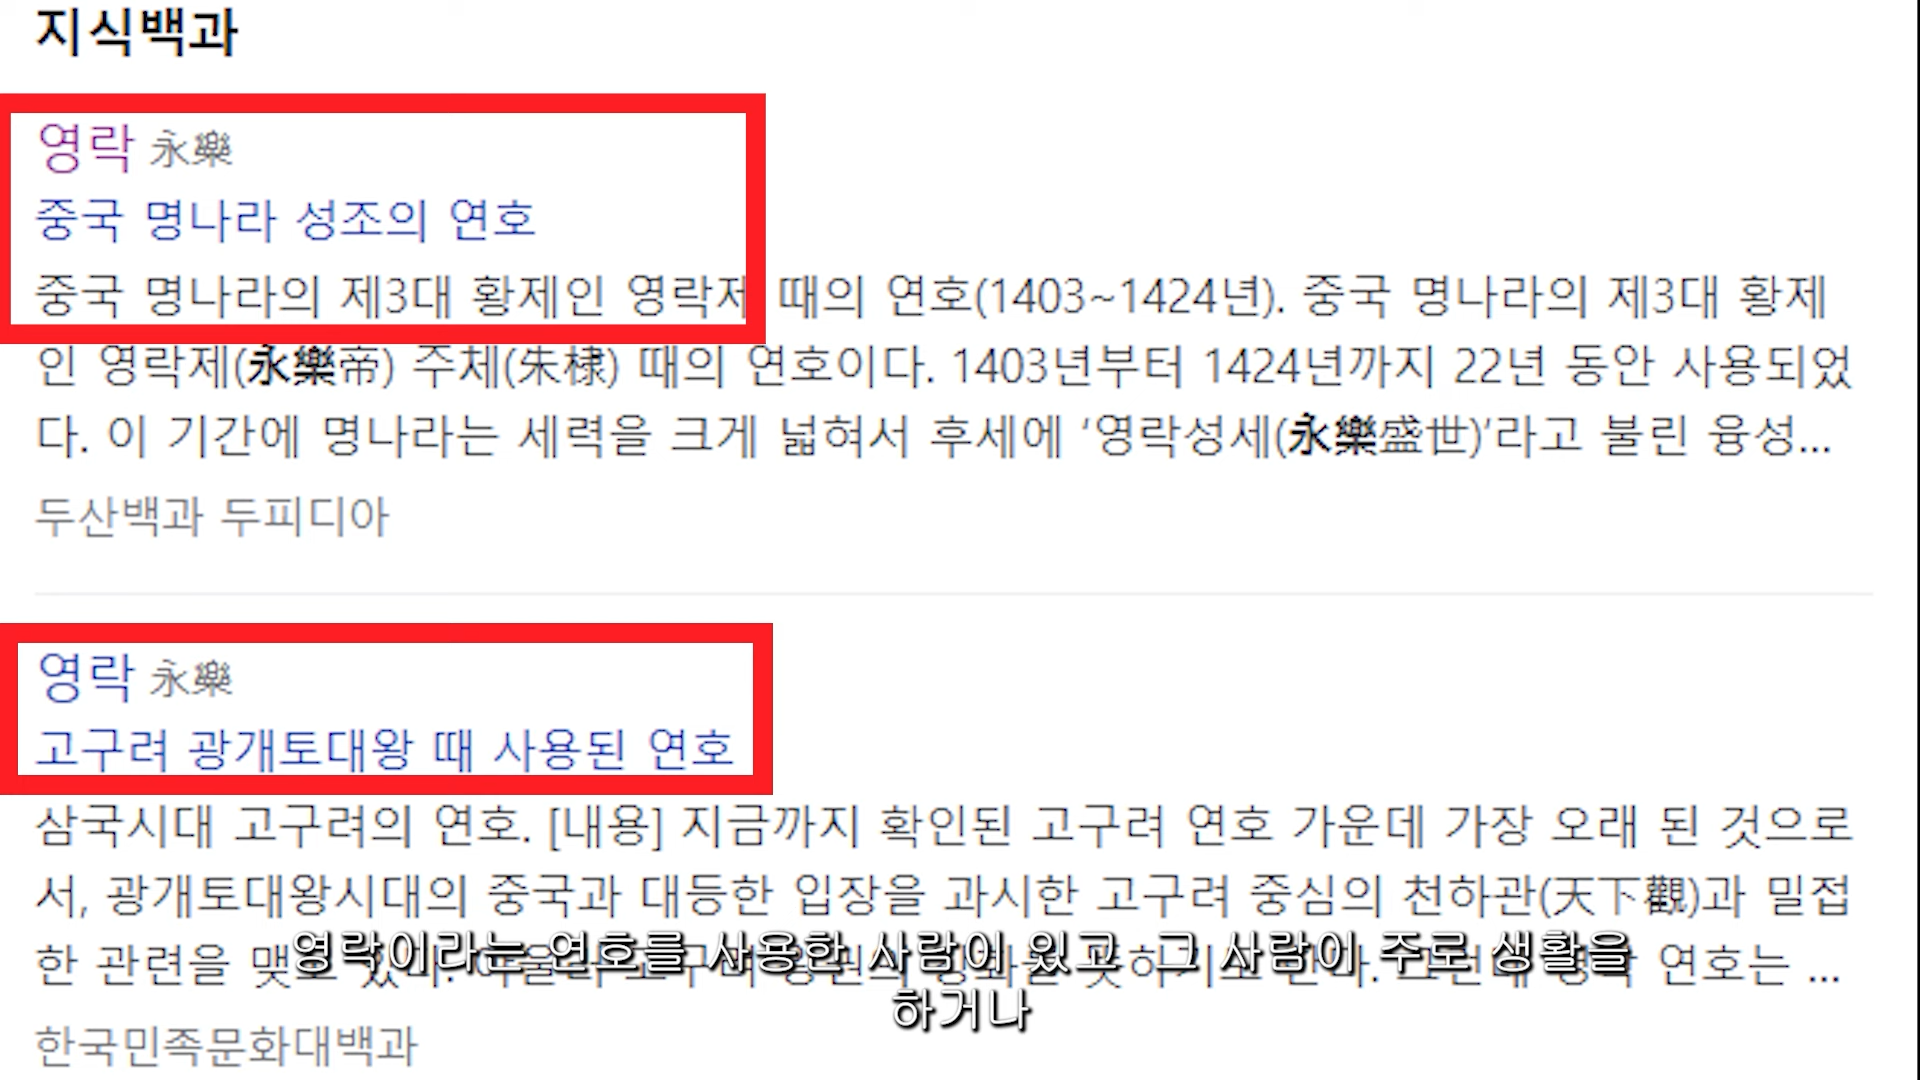 지식백과
영락 永樂
중국 명나라 성조의 연호
중국 명나라의 제3대 황제인 영락제 때의 연호(1403~1424년). 중국 명나라의 제3대 황제
인 영락제(永樂帝) 주체(朱棣) 때의 연호이다. 1403년부터 1424년까지 22년 동안 사용되었
다. 이 기간에 명나라는 세력을 크게 넓혀서 후세에 ‘영락성세(永樂盛世)’라고 불린 융성...
두산백과 두피디아
영락 永樂
고구려 광개토대왕 때 사용된 연호
삼국시대 고구려의 연호. [내용] 지금까지 확인된 고구려 연호 가운데 가장 오래 된 것으로
서, 광개토대왕시대의 중국과 대등한 입장을 과시한 고구려 중심의 천하관(天下觀)과 밀접
한 관련을 연호는 ...
영락이라는 연호를 사용한 사람이 있고 그 사람이 주로 생활을
하거나
한국민족문화대백과